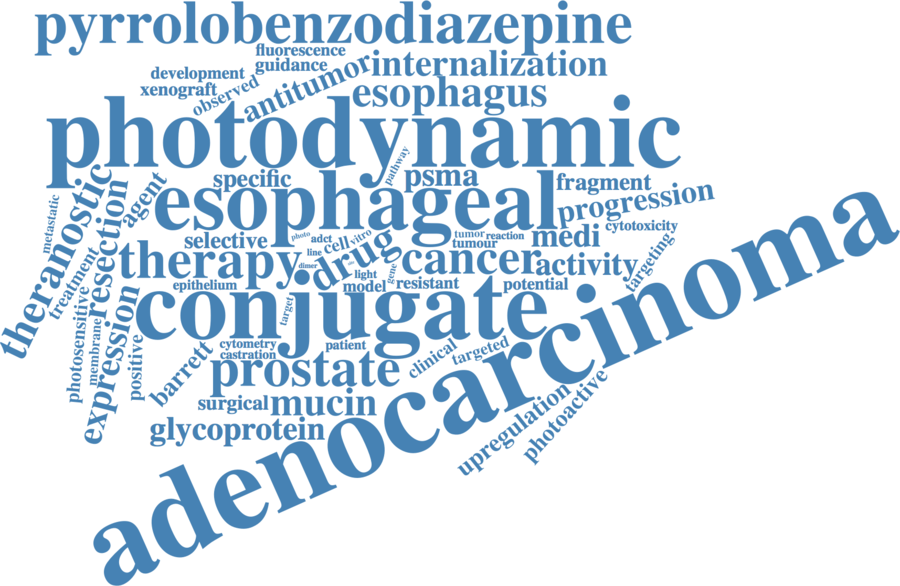 pyrrolobenzodiazepine
fluorescence
guidance
development
xenograft
observed
antitumor
internalization
esophagus
photodynamic
pathway
specific
psma
fragment
esophageal
progression
metastatic
theranostic
resection
agent
treatment
selective
photo
adct
line
cell
vitro
drug
tumor
reaction
tumour
medi
cytotoxicity
targeting
therapy
dimer
light
gene
cancer
activity
epithelium
model
resistant
potential
conjugate
target
photosensitive
membrane
expression
positive
barrett
cytometry
castration
patient
prostate
clinical
targeted
surgical
mucin
glycoprotein
adenocarcinoma
upregulation
photoactive